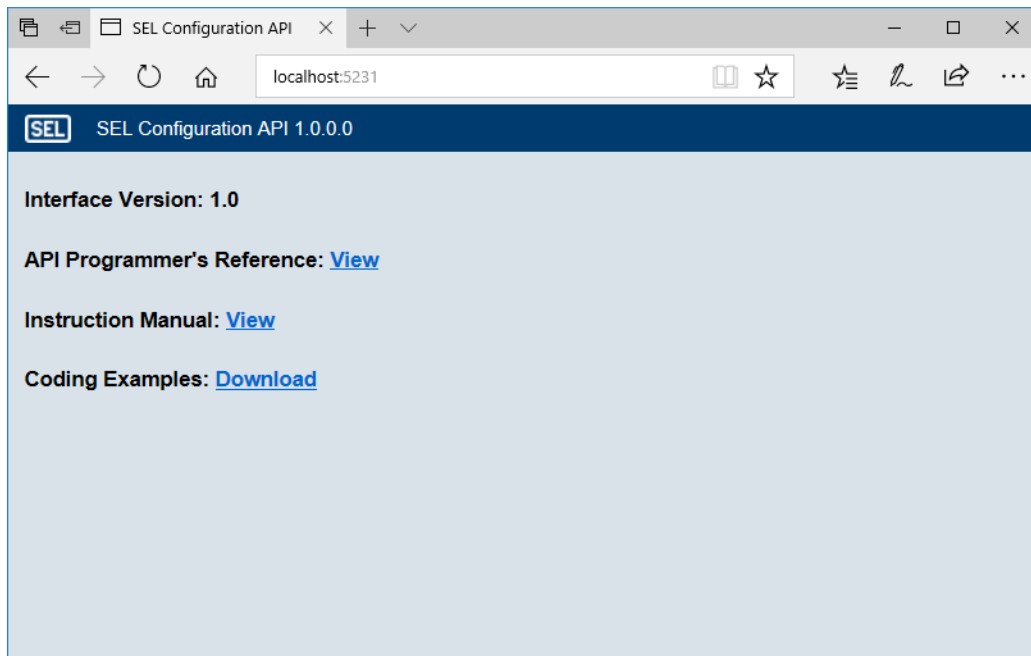 SEL Configuration API
localhost:5231
SEL SEL Configuration API 1.0.0.0
Interface Version: 1.0
API Programmer's Reference: View
Instruction Manual: View
Coding Examples: Download